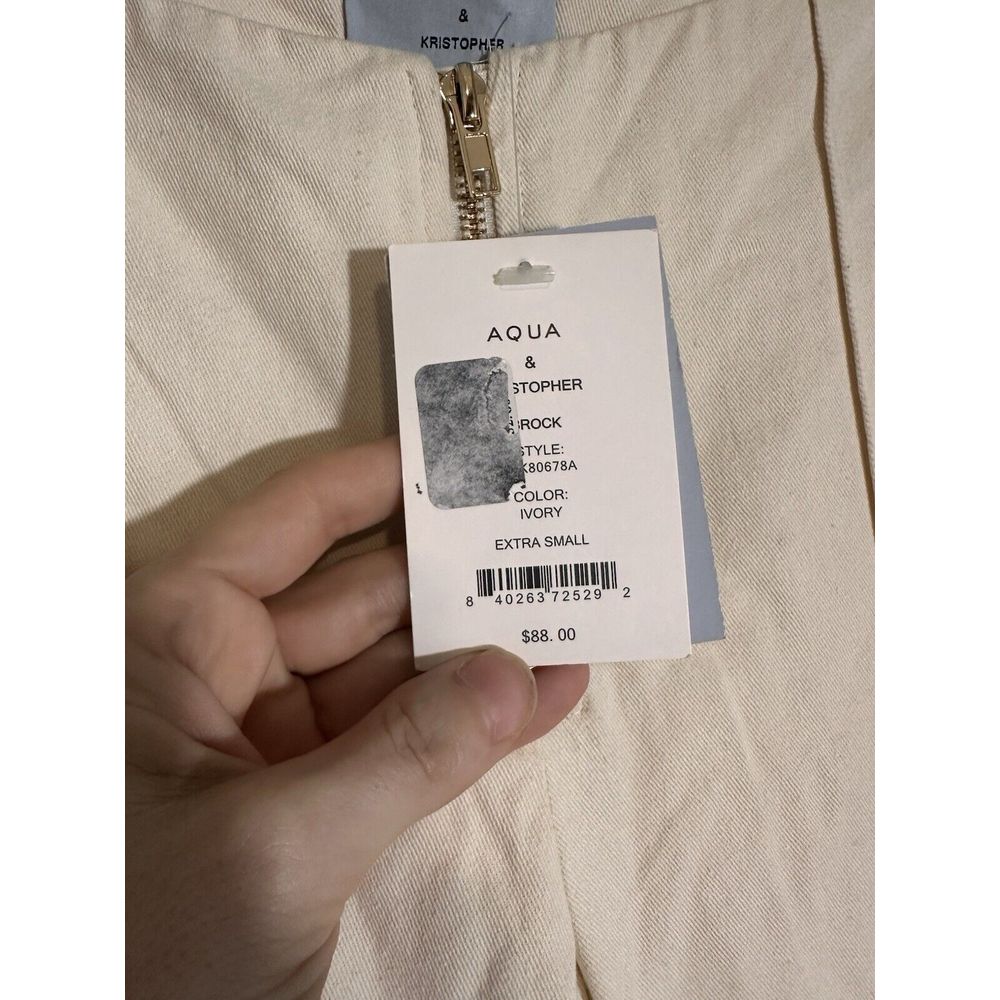 &
KRISTOPHER
AQUA
&
STOPHER
BROCK
STYLE:
K80678A
COLOR:
IVORY
EXTRA SMALL
8 40263 72529 2
$88.00